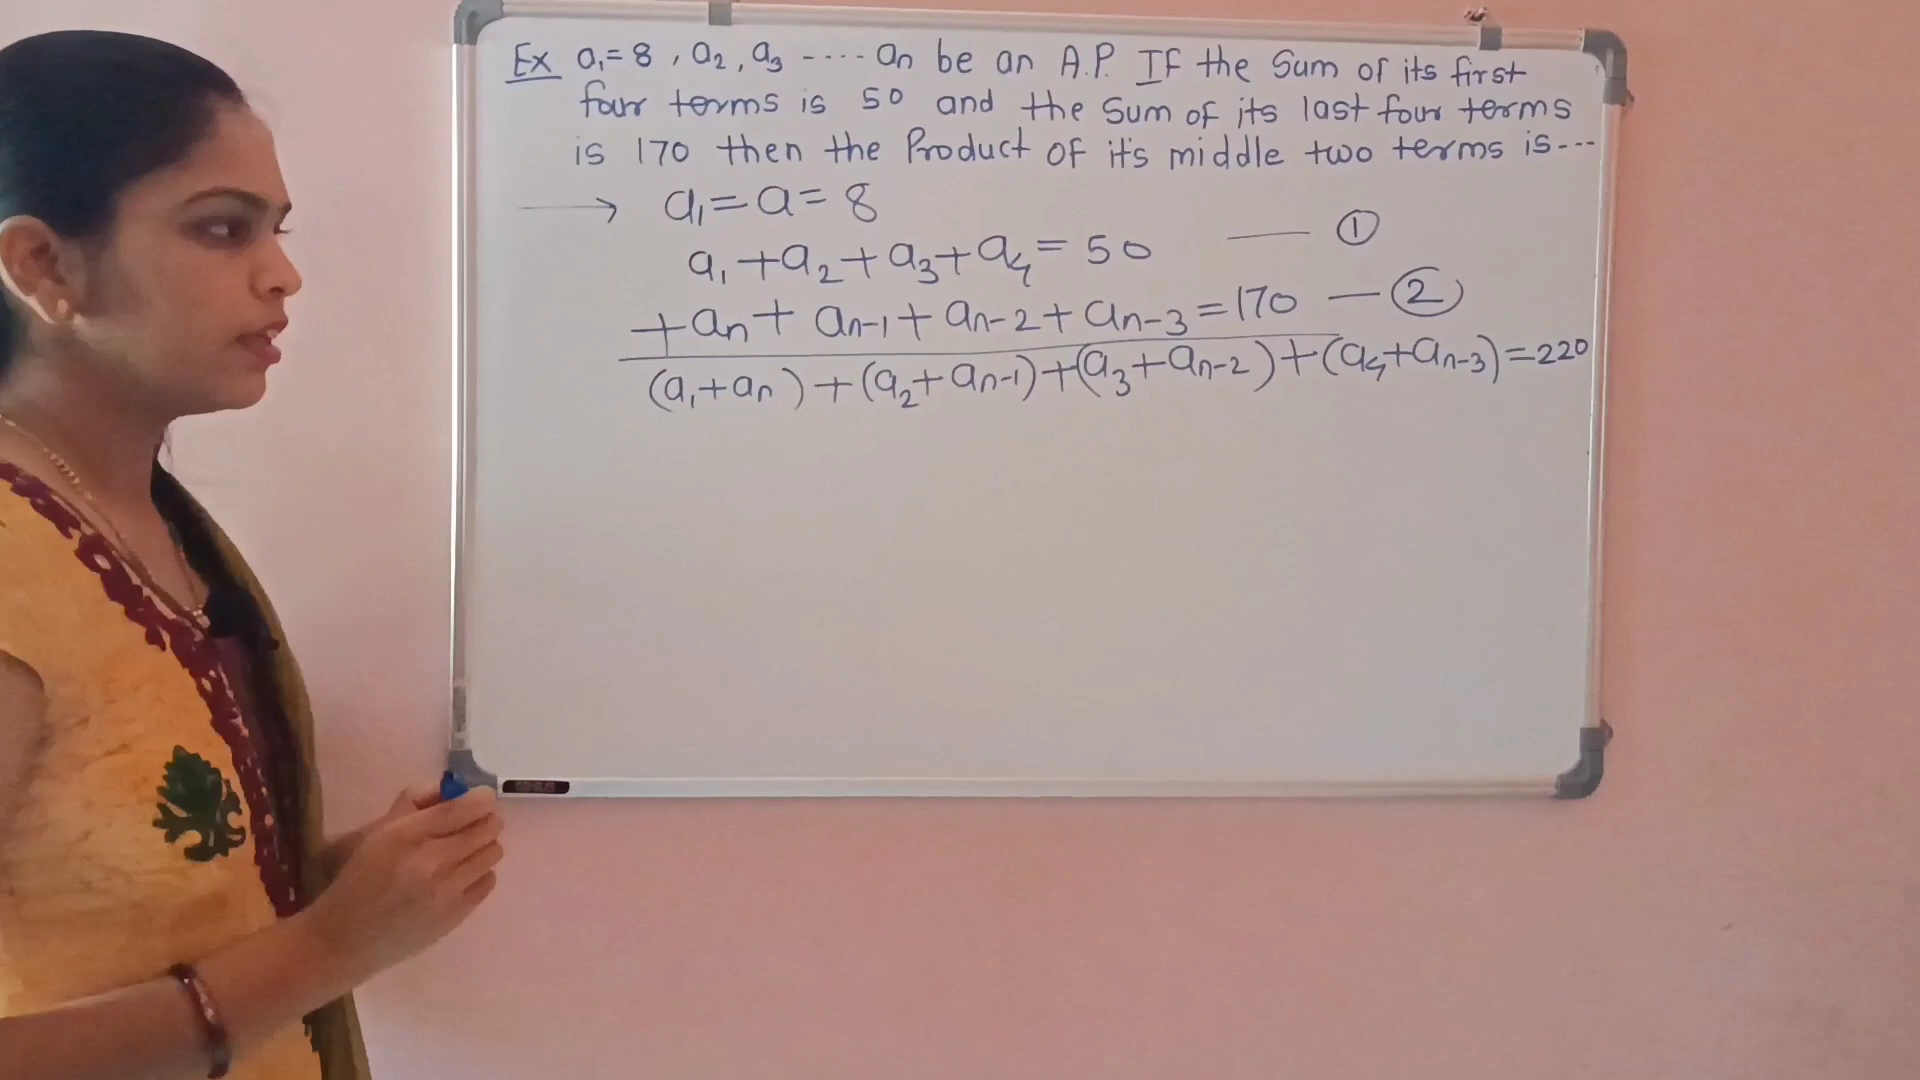 Ex a₁= 8 , a₂ , a₃ ---- an be an A.P. If the Sum of its first
four terms is 50 and the Sum of its last four terms
is 170 then the Product of it's middle two terms is---
→ a₁ = a = 8
a₁ + a₂ + a₃ + a₄ = 50 — ①
+ an + an-1 + an-2 + an-3 = 170 — ②
(a₁+an) + (a₂+an-1) + (a₃+an-2) + (a₄+an-3) = 220